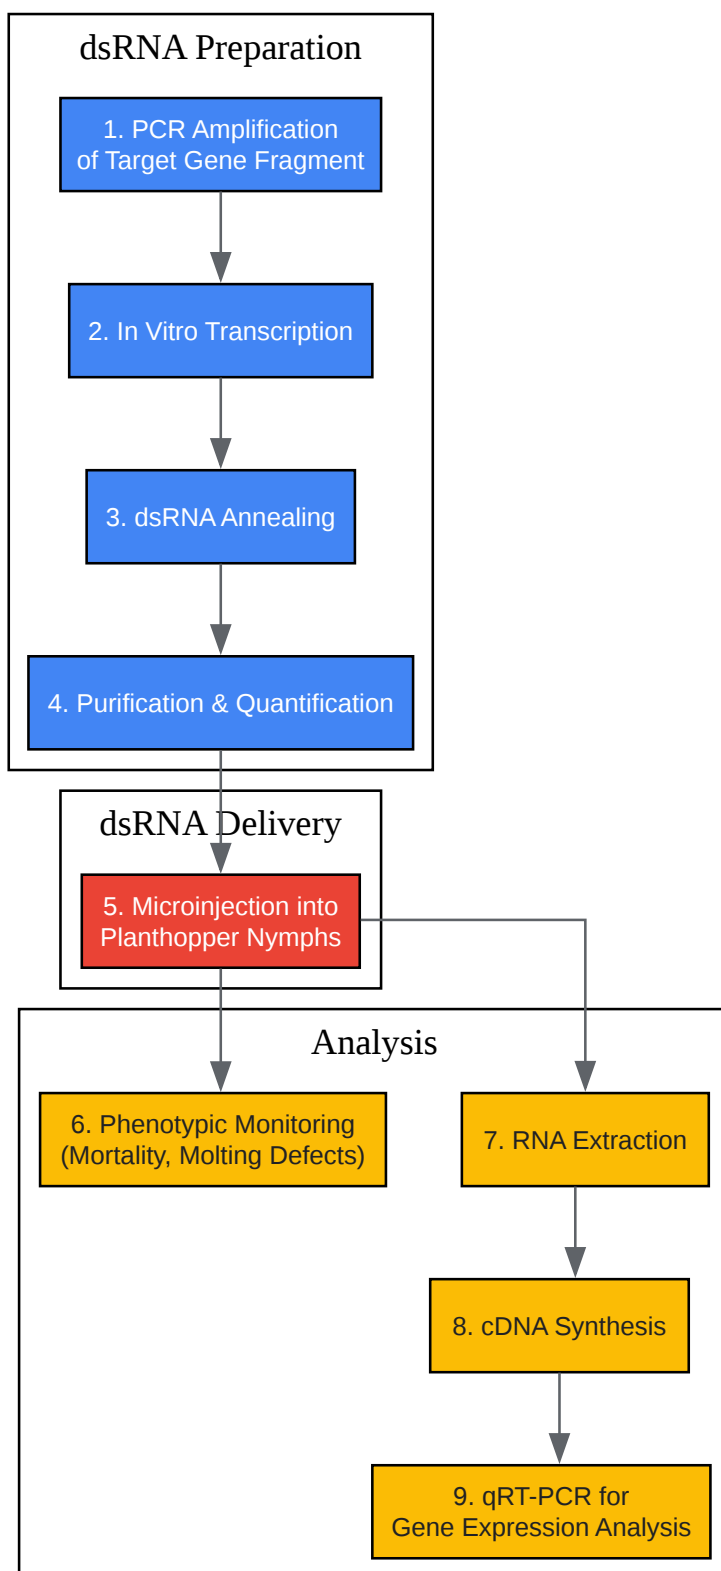 dsRNA Preparation
1. PCR Amplification
of Target Gene Fragment
2. In Vitro Transcription
3. dsRNA Annealing
4. Purification & Quantification
dsRNA Delivery
5. Microinjection into
Planthopper Nymphs
Analysis
6. Phenotypic Monitoring
(Mortality, Molting Defects)
7. RNA Extraction
8. cDNA Synthesis
9. qRT-PCR for
Gene Expression Analysis